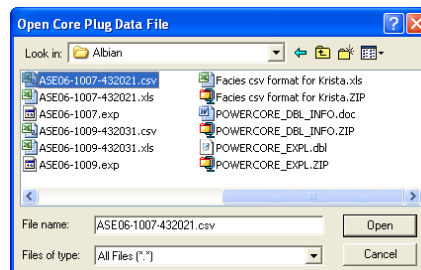 Open Core Plug Data File
Look in: Albian
ASE06-1007-432021.csv
ASE06-1007-432021.xls
ASE06-1007.exp
ASE06-1009-432031.csv
ASE06-1009-432031.xls
ASE06-1009.exp
Facies csv format for Krista.xls
Facies csv format for Krista.ZIP
POWERCORE_DBL_INFO.doc
POWERCORE_DBL_INFO.ZIP
POWERCORE_EXPL.dbl
POWERCORE_EXPL.ZIP
File name: ASE06-1007-432021.csv Open
Files of type: All Files (*.*) Cancel